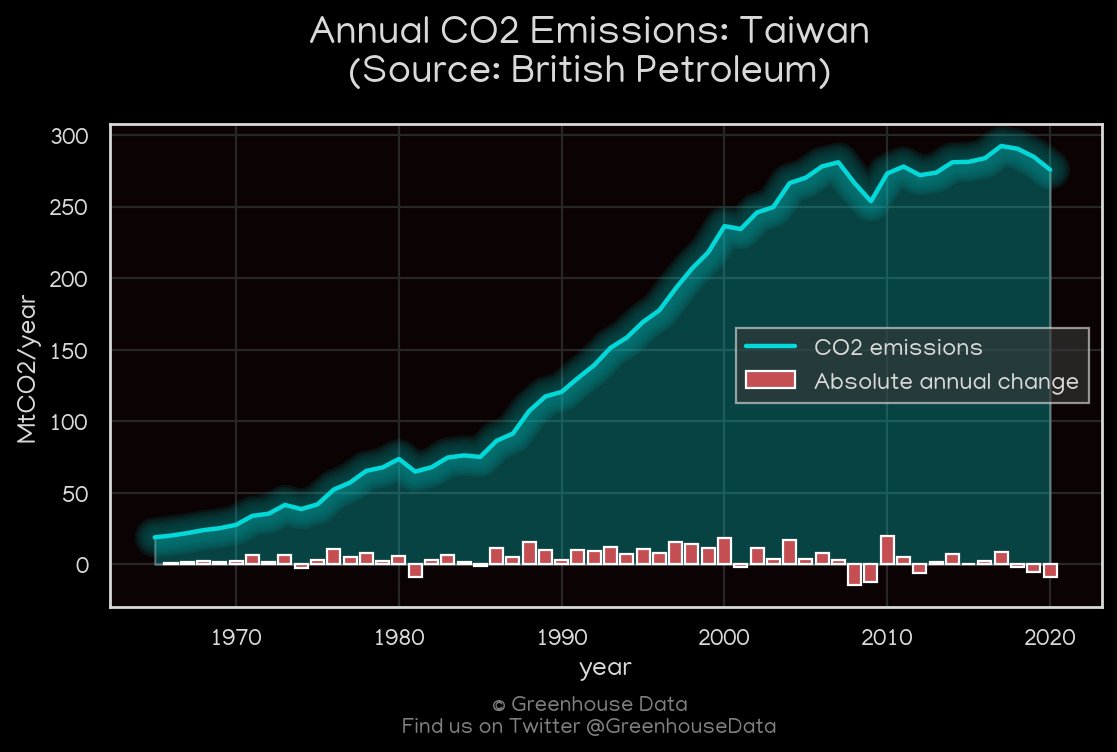 Annual CO2 Emissions: Taiwan
(Source: British Petroleum)
300
250
200
150
100
50
0
MtCO2/year
CO2 emissions
Absolute annual change
1970 1980 1990 2000 2010 2020
year
© Greenhouse Data
Find us on Twitter @GreenhouseData